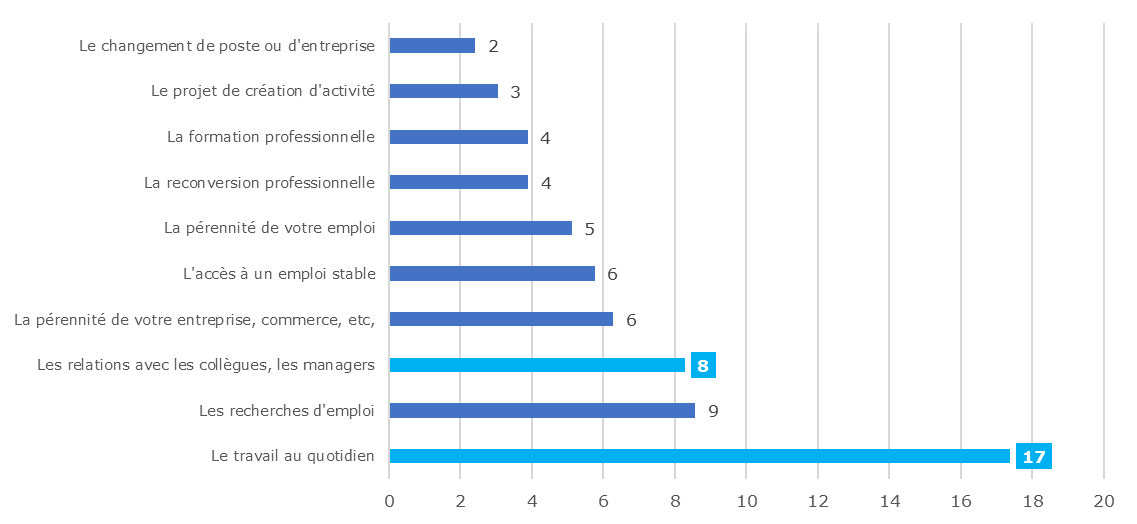 Le changement de poste ou d'entreprise 2
Le projet de création d'activité 3
La formation professionnelle 4
La reconversion professionnelle 4
La pérennité de votre emploi 5
L'accès à un emploi stable 6
La pérennité de votre entreprise, commerce, etc, 6
Les relations avec les collègues, les managers 8
Les recherches d'emploi 9
Le travail au quotidien 17
0 2 4 6 8 10 12 14 16 18 20